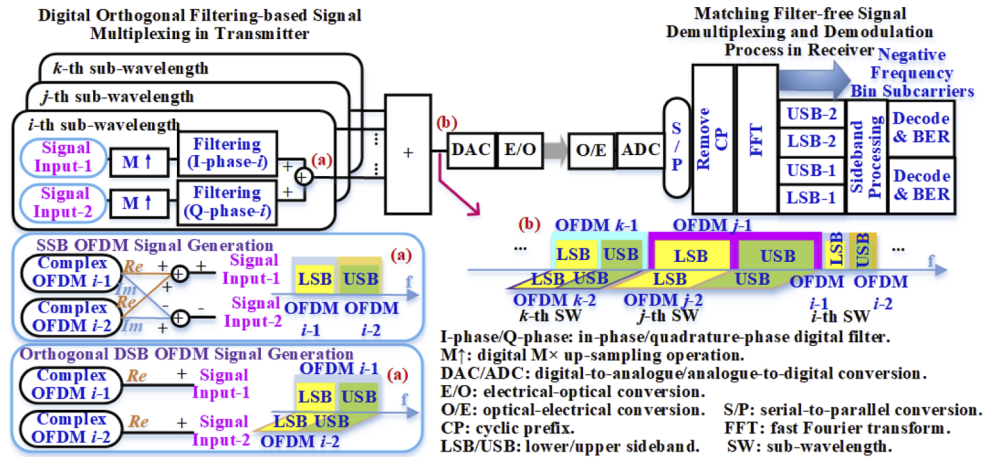 Digital Orthogonal Filtering-based Signal
Multiplexing in Transmitter
k-th sub-wavelength
j-th sub-wavelength
i-th sub-wavelength
Signal
Input-1
M↑
Filtering
(I-phase-i)
+
+
+
(a)
Signal
Input-2
M↑
Filtering
(Q-phase-i)
+
(b)
DAC
E/O
O/E
ADC
Matching Filter-free Signal
Demultiplexing and Demodulation
Process in Receiver
S
/
P
Remove
CP
FFT
Negative
Frequency
Bin Subcarriers
USB-2
LSB-2
USB-1
LSB-1
Sideband
Processing
Decode
& BER
Decode
& BER
SSB OFDM Signal Generation
Complex
OFDM i-1
Re
Im
+
+
+
+
Signal
Input-1
Complex
OFDM i-2
Re
Im
+
+
-
Signal
Input-2
(a)
LSB
USB
f
OFDM
i-1
OFDM
i-2
Orthogonal DSB OFDM Signal Generation
Complex
OFDM i-1
Re
+
Signal
Input-1
Complex
OFDM i-2
Re
+
Signal
Input-2
OFDM i-1
(a)
LSB
USB
f
LSB
USB
OFDM
i-2
(b)
OFDM k-1
OFDM j-1
...
LSB
USB
LSB
USB
LSB
USB
...
f
LSB
USB
LSB
USB
OFDM k-2
k-th SW
OFDM j-2
j-th SW
OFDM
i-1
OFDM
i-2
i-th SW
I-phase/Q-phase: in-phase/quadrature-phase digital filter.
M↑: digital M× up-sampling operation.
DAC/ADC: digital-to-analogue/analogue-to-digital conversion.
E/O: electrical-optical conversion.
O/E: optical-electrical conversion. S/P: serial-to-parallel conversion.
CP: cyclic prefix. FFT: fast Fourier transform.
LSB/USB: lower/upper sideband. SW: sub-wavelength.